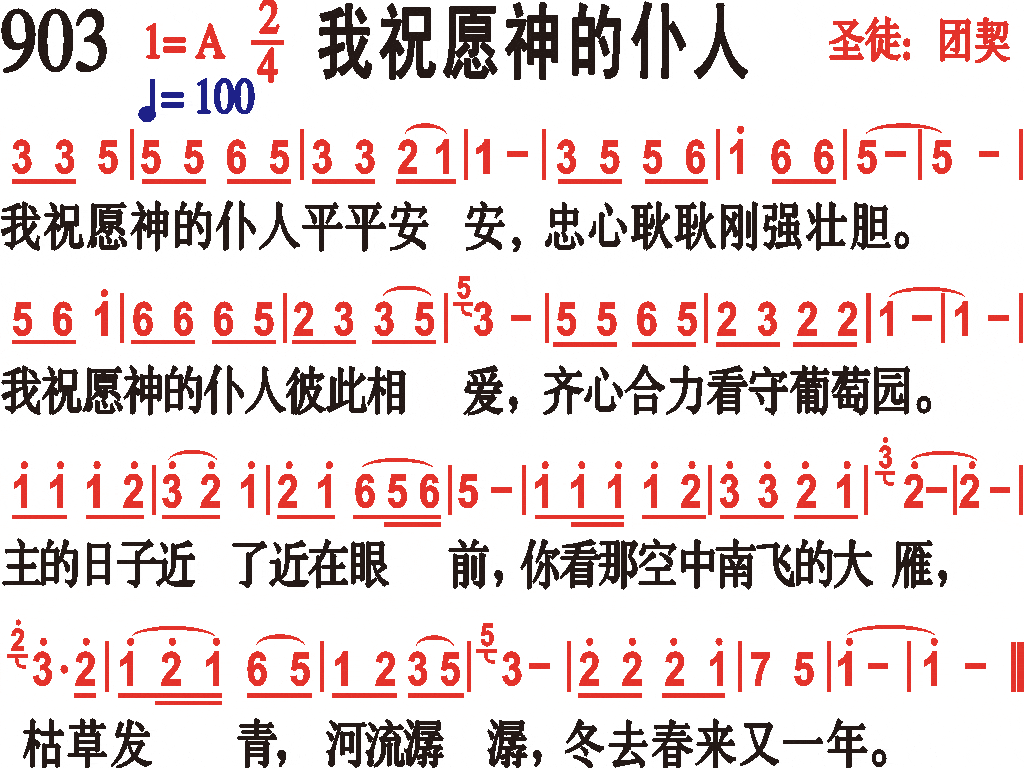 903 1=A 2/4 我祝愿神的仆人 圣徒：团契
♩=100
3 3 5|5 5 6 5|3 3 2 1|1 -|3 5 5 6|i 6 6|5 -|5 -|
我祝愿神的仆人平平安 安，忠心耿耿刚强壮胆。
5 6 i|6 6 6 5|2 3 3 5|5 3 -|5 5 6 5|2 3 2 2|1 -|1 -|
我祝愿神的仆人彼此相 爱，齐心合力看守葡萄园。
i i i 2̇|3̇ 2̇ i|2̇ i 6 5 6|5 -|i i i i 2̇|3̇ 3̇ 2̇ i|3̇ 2̇ -|2̇ -|
主的日子近 了近在眼 前，你看那空中南飞的大 雁，
2̇ 3̇· 2̇|i 2̇ i 6 5|1 2 3 5|5 3 -|2̇ 2̇ 2̇ i|7 5|i -|i -‖
枯草发 青，河流潺 潺，冬去春来又一年。